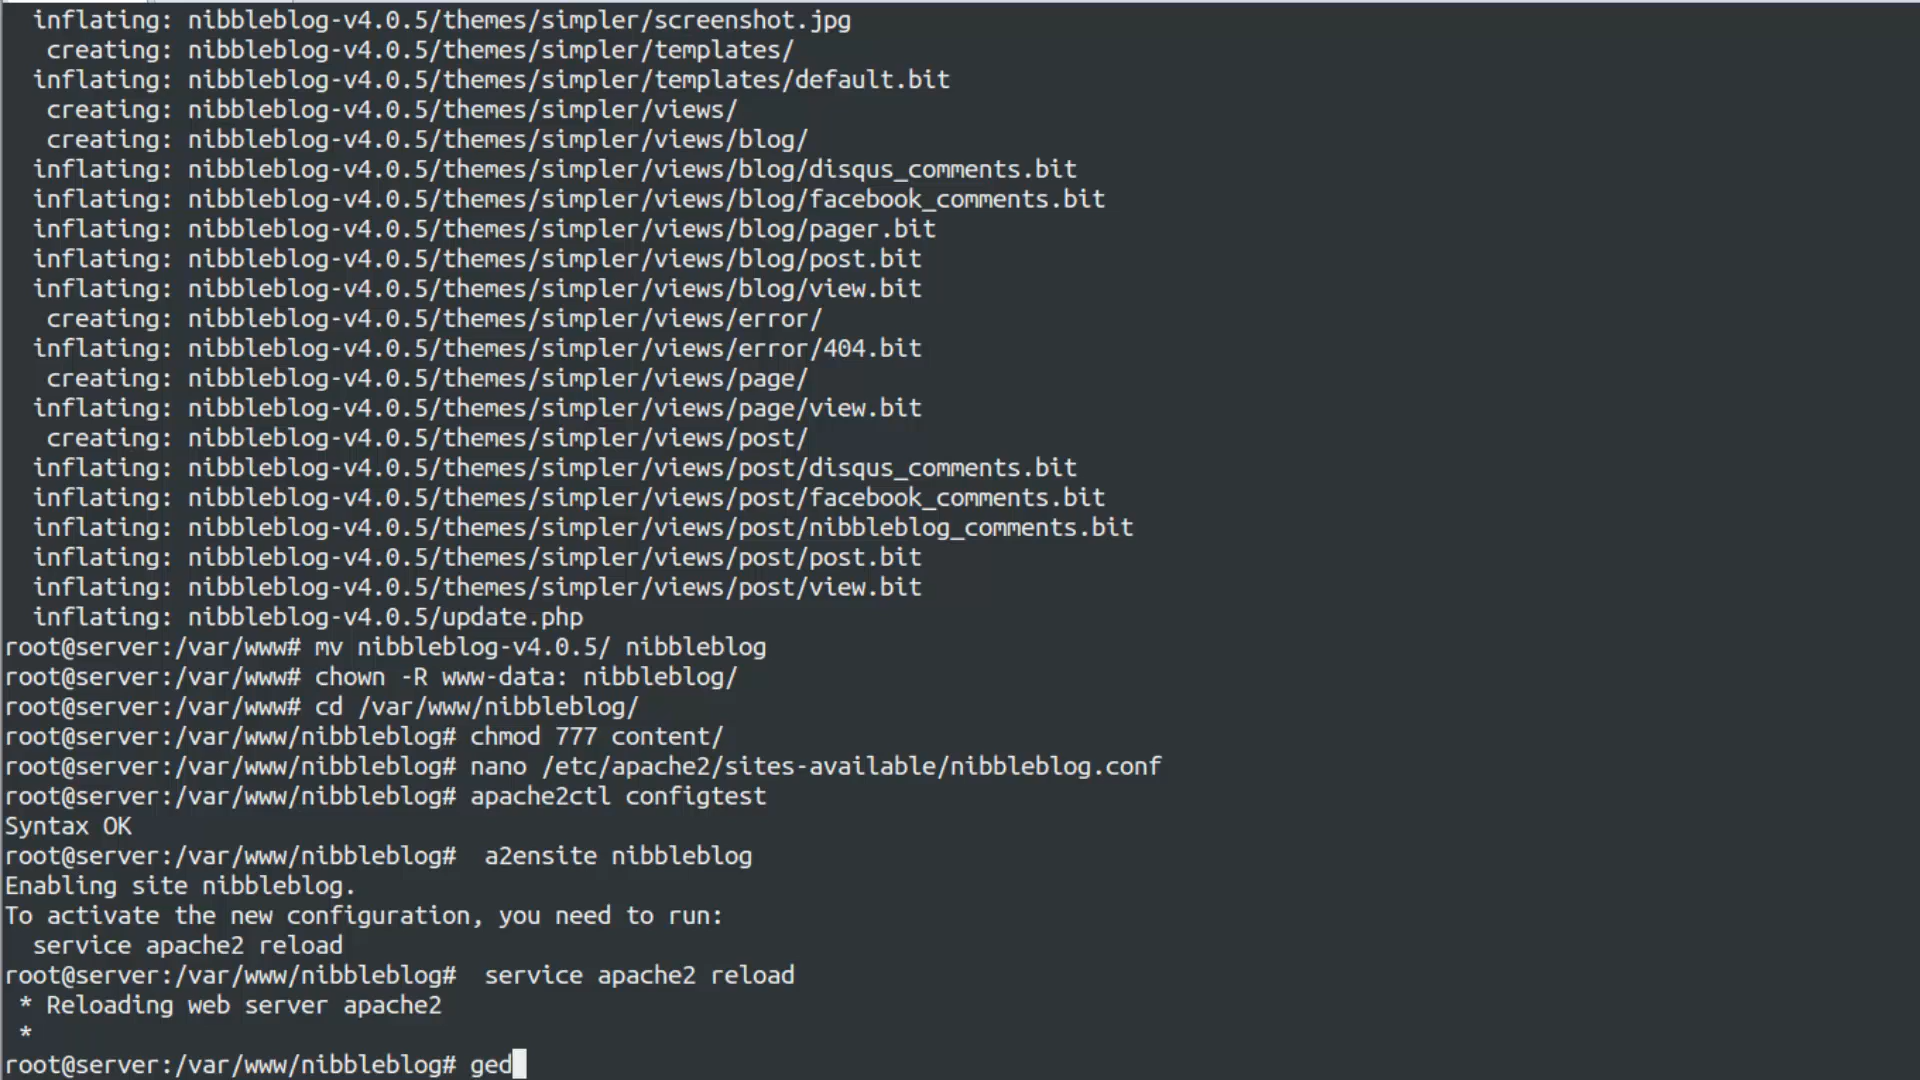 inflating: nibbleblog-v4.0.5/themes/simpler/screenshot.jpg
creating: nibbleblog-v4.0.5/themes/simpler/templates/
inflating: nibbleblog-v4.0.5/themes/simpler/templates/default.bit
creating: nibbleblog-v4.0.5/themes/simpler/views/
creating: nibbleblog-v4.0.5/themes/simpler/views/blog/
inflating: nibbleblog-v4.0.5/themes/simpler/views/blog/disqus_comments.bit
inflating: nibbleblog-v4.0.5/themes/simpler/views/blog/facebook_comments.bit
inflating: nibbleblog-v4.0.5/themes/simpler/views/blog/pager.bit
inflating: nibbleblog-v4.0.5/themes/simpler/views/blog/post.bit
inflating: nibbleblog-v4.0.5/themes/simpler/views/blog/view.bit
creating: nibbleblog-v4.0.5/themes/simpler/views/error/
inflating: nibbleblog-v4.0.5/themes/simpler/views/error/404.bit
creating: nibbleblog-v4.0.5/themes/simpler/views/page/
inflating: nibbleblog-v4.0.5/themes/simpler/views/page/view.bit
creating: nibbleblog-v4.0.5/themes/simpler/views/post/
inflating: nibbleblog-v4.0.5/themes/simpler/views/post/disqus_comments.bit
inflating: nibbleblog-v4.0.5/themes/simpler/views/post/facebook_comments.bit
inflating: nibbleblog-v4.0.5/themes/simpler/views/post/nibbleblog_comments.bit
inflating: nibbleblog-v4.0.5/themes/simpler/views/post/post.bit
inflating: nibbleblog-v4.0.5/themes/simpler/views/post/view.bit
inflating: nibbleblog-v4.0.5/update.php
root@server:/var/www# mv nibbleblog-v4.0.5/ nibbleblog
root@server:/var/www# chown -R www-data: nibbleblog/
root@server:/var/www# cd /var/www/nibbleblog/
root@server:/var/www/nibbleblog# chmod 777 content/
root@server:/var/www/nibbleblog# nano /etc/apache2/sites-available/nibbleblog.conf
root@server:/var/www/nibbleblog# apache2ctl configtest
Syntax OK
root@server:/var/www/nibbleblog#  a2ensite nibbleblog
Enabling site nibbleblog.
To activate the new configuration, you need to run:
service apache2 reload
root@server:/var/www/nibbleblog#  service apache2 reload
* Reloading web server apache2
*
root@server:/var/www/nibbleblog# ged